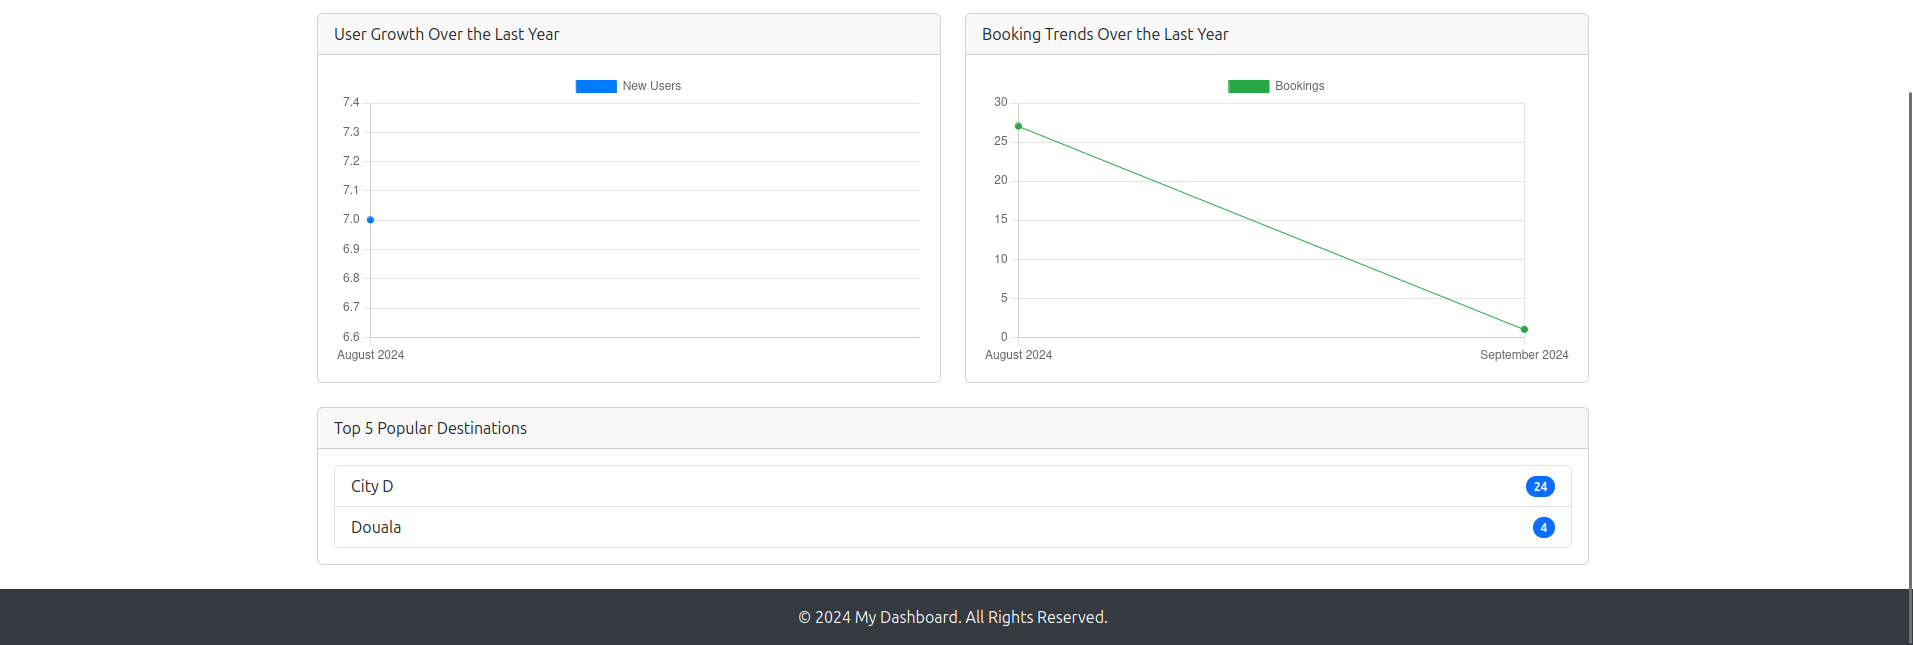 User Growth Over the Last Year
New Users
7.4
7.3
7.2
7.1
7.0
6.9
6.8
6.7
6.6
August 2024
Booking Trends Over the Last Year
Bookings
30
25
20
15
10
5
0
August 2024 September 2024
Top 5 Popular Destinations
City D 24
Douala 4
© 2024 My Dashboard. All Rights Reserved.